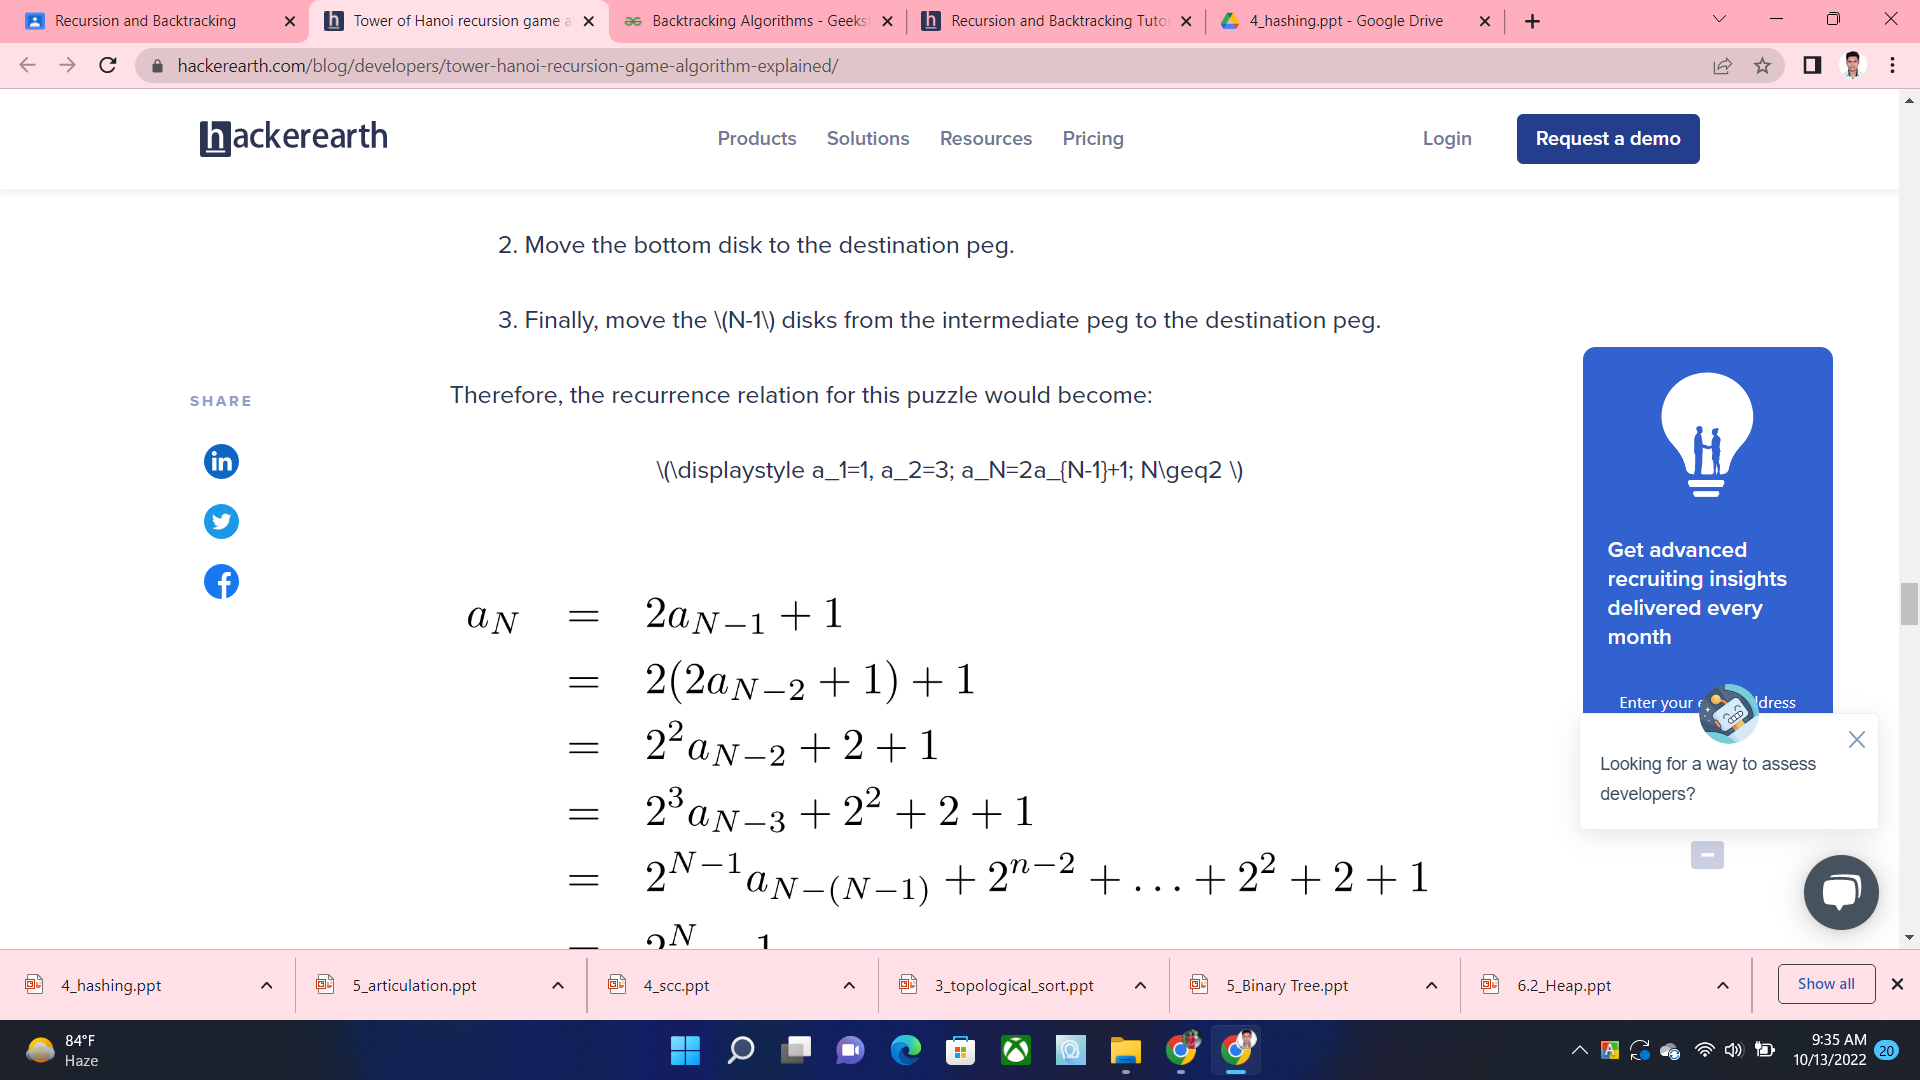 Recursion and Backtracking
Tower of Hanoi recursion game a
Backtracking Algorithms - Geeksf
Recursion and Backtracking Tuto
4_hashing.ppt - Google Drive
hackerearth.com/blog/developers/tower-hanoi-recursion-game-algorithm-explained/
hackerearth
Products
Solutions
Resources
Pricing
Login
Request a demo
2. Move the bottom disk to the destination peg.
3. Finally, move the \(N-1\) disks from the intermediate peg to the destination peg.
Therefore, the recurrence relation for this puzzle would become:
\(\displaystyle a_1=1, a_2=3; a_N=2a_{N-1}+1; N\geq2 \)
SHARE
a_N = 2a_{N-1} + 1
= 2(2a_{N-2} + 1) + 1
= 2^2 a_{N-2} + 2 + 1
= 2^3 a_{N-3} + 2^2 + 2 + 1
= 2^{N-1} a_{N-(N-1)} + 2^{n-2} + ... + 2^2 + 2 + 1
= 2^N - 1
Get advanced
recruiting insights
delivered every
month
Enter your e dress
Looking for a way to assess
developers?
4_hashing.ppt
5_articulation.ppt
4_scc.ppt
3_topological_sort.ppt
5_Binary Tree.ppt
6.2_Heap.ppt
Show all
84°F
Haze
9:35 AM
10/13/2022
20